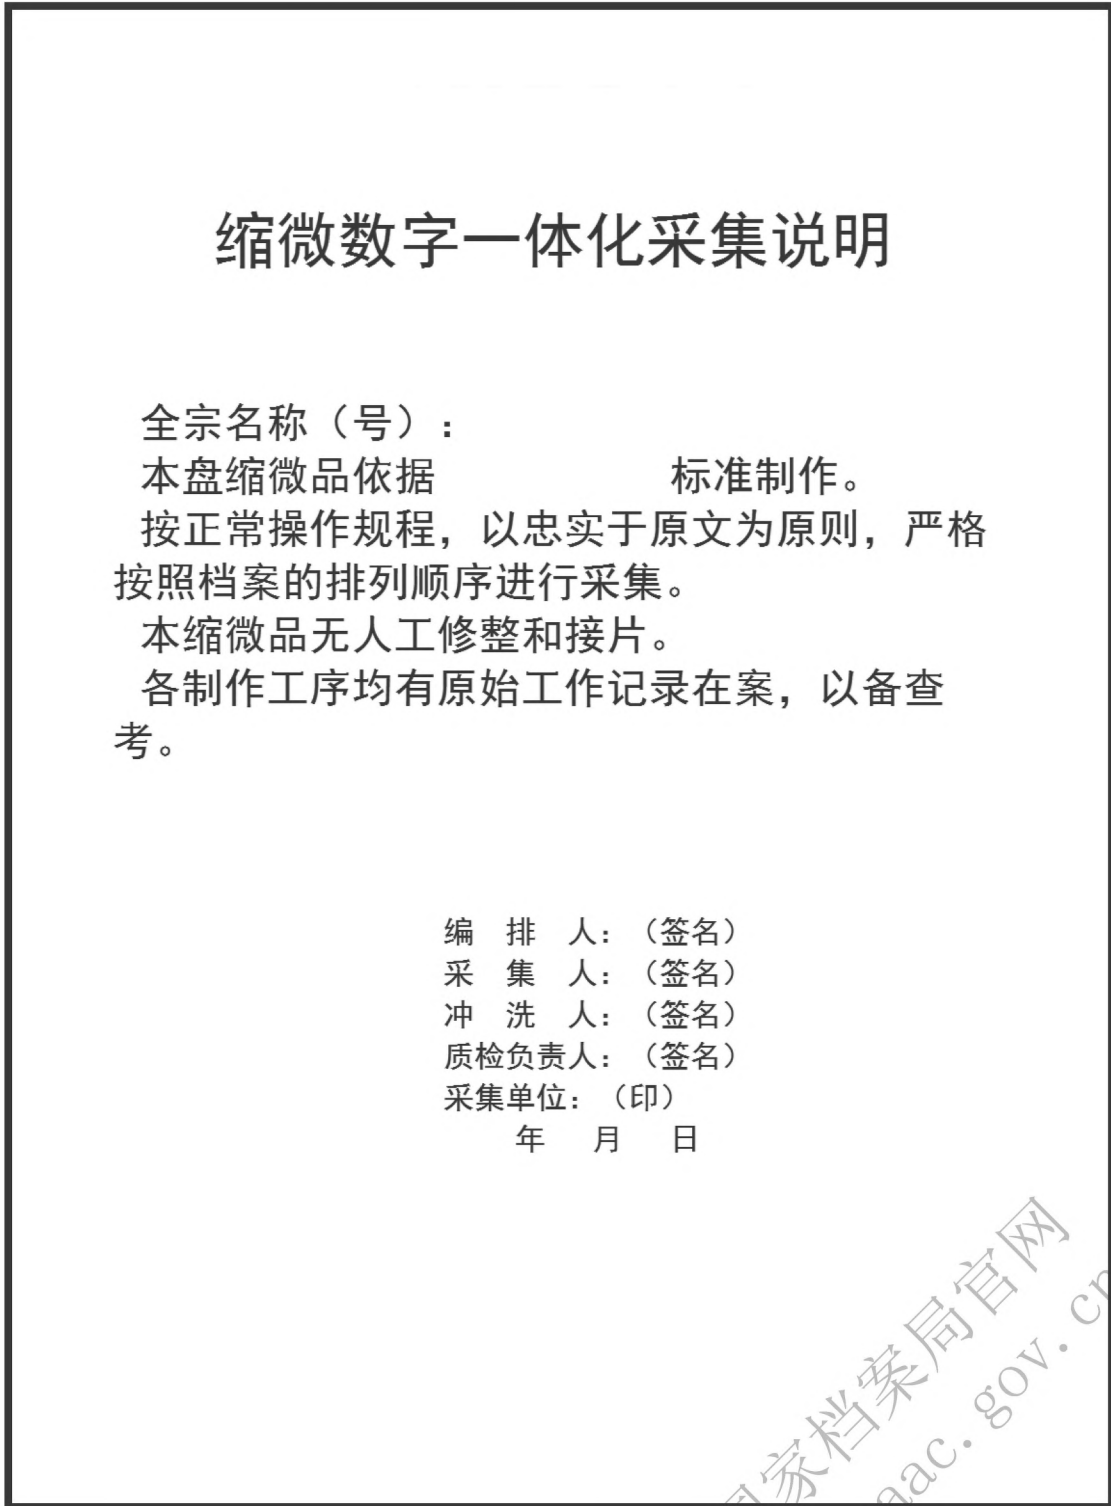 缩微数字一体化采集说明
全宗名称（号）：
本盘缩微品依据 标准制作。
按正常操作规程，以忠实于原文为原则，严格
按照档案的排列顺序进行采集。
本缩微品无人工修整和接片。
各制作工序均有原始工作记录在案，以备查
考。
编 排 人：（签名）
采 集 人：（签名）
冲 洗 人：（签名）
质检负责人：（签名）
采集单位：（印）
年 月 日
家档案局官网
aac.gov.cn